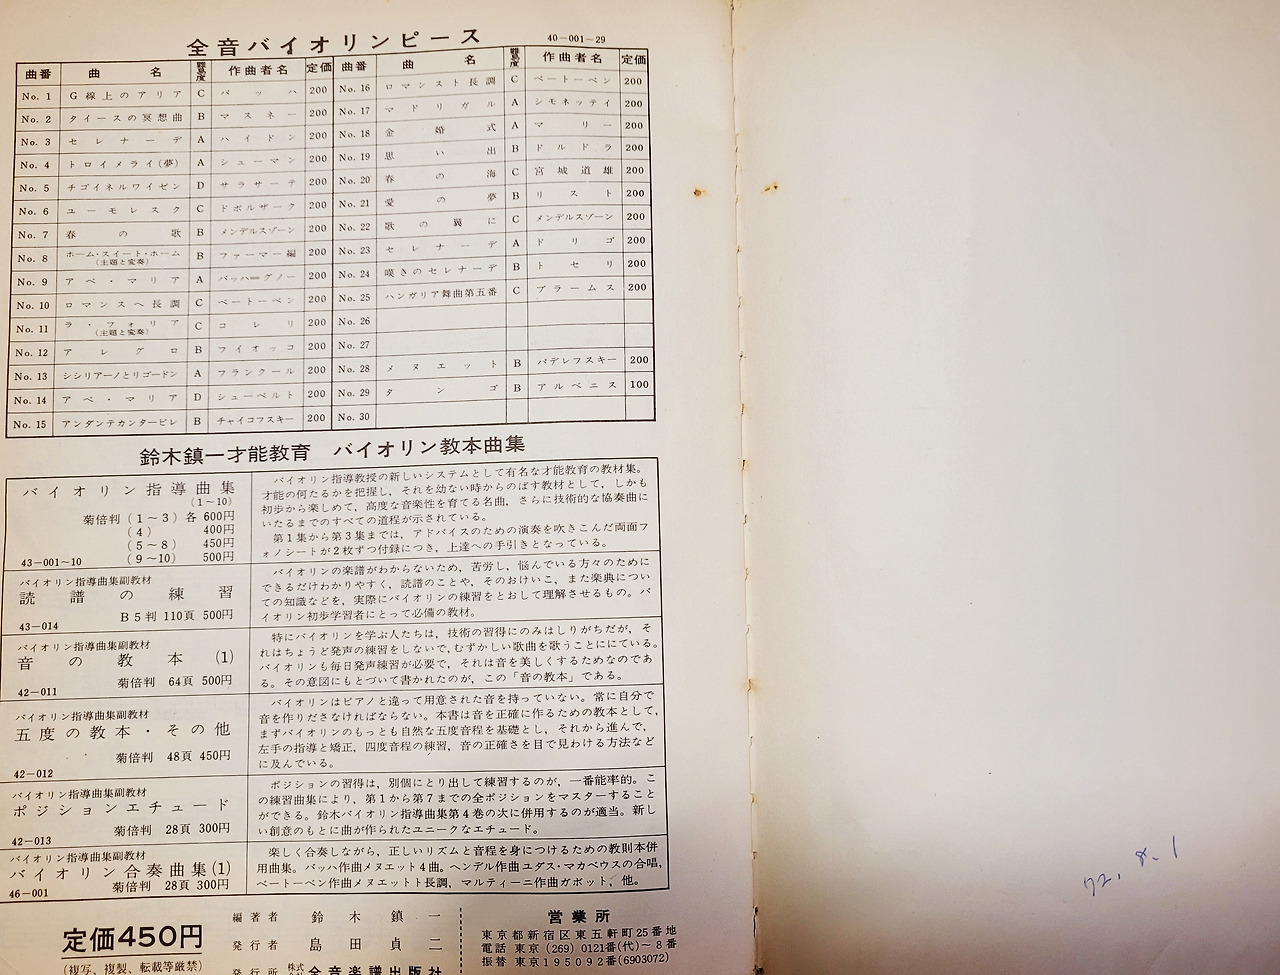 全音バイオリンピース
40-001-29
曲番 曲名 難易度 作曲者名 定価
No. 1 G線上のアリア C バッハ 200
No. 2 タイースの冥想曲 B マスネー 200
No. 3 セレナーデ A ハイドン 200
No. 4 トロイメライ(夢) A シューマン 200
No. 5 チゴイネルワイゼン D サラサーテ 200
No. 6 ユーモレスク C ドボルザーク 200
No. 7 春の歌 B メンデルスゾーン 200
No. 8 ホーム・スイート・ホーム (主題と変奏) B ファーマー編 200
No. 9 アベ・マリア A バッハ=グノー 200
No. 10 ロマンスヘ長調 C ベートーベン 200
No. 11 ラ・フォリア (主題と変奏) C コレリ 200
No. 12 アレグロ B フイオッコ 200
No. 13 シシリアーノとリゴードン A フランクール 200
No. 14 アベ・マリア D シューベルト 200
No. 15 アンダンテカンタービレ B チャイコフスキー 200
曲番 曲名 難易度 作曲者名 定価
No. 16 ロマンスト長調 C ベートーベン 200
No. 17 マドリガル A シモネッティ 200
No. 18 金婚式 A マリー 200
No. 19 思い出 B ドルドラ 200
No. 20 春の海 C 宮城道雄 200
No. 21 愛の夢 B リスト 200
No. 22 歌の翼に C メンデルスゾーン 200
No. 23 セレナーデ A ドリゴ 200
No. 24 嘆きのセレナーデ B トセリ 200
No. 25 ハンガリア舞曲第五番 C ブラームス 200
No. 26
No. 27
No. 28 メヌエット B パデレフスキー 200
No. 29 タンゴ B アルベニス 100
No. 30
鈴木鎮一才能教育 バイオリン教本曲集
バイオリン指導曲集
(1~10)
菊倍判(1~3)各600円
(4) 400円
(5~8) 450円
43-001~10 (9~10) 500円
バイオリン指導教授の新しいシステムとして有名な才能教育の教材集。
才能の何たるかを把握し,それを幼ない時からのばす教材として,しかも
初歩から楽しめて,高度な音楽性を育てる名曲,さらに技術的な協奏曲に
いたるまでのすべての道程が示されている。
第1集から第3集までは,アドバイスのための演奏を吹きこんだ両面フ
ォノシートが2枚ずつ付録につき,上達への手引きとなっている。
バイオリン指導曲集副教材
読譜の練習
B5判 110頁 500円
43-014
バイオリンの楽譜がわからないため,苦労し,悩んでいる方々のために
できるだけわかりやすく,読譜のことや,そのおけいこ,また楽典につい
ての知識などを,実際にバイオリンの練習をとおして理解させるもの。バ
イオリン初歩学習者にとって必備の教材。
バイオリン指導曲集副教材
音の教本 (1)
菊倍判 64頁 500円
42-011
特にバイオリンを学ぶ人たちは,技術の習得にのみはしりがちだが,そ
れはちょうど発声の練習をしないで,むずかしい歌曲を歌うことににている。
バイオリンも毎日発声練習が必要で,それは音を美しくするためなのであ
る。その意図にもとづいて書かれたのが,この「音の教本」である。
バイオリン指導曲集副教材
五度の教本・その他
菊倍判 48頁 450円
42-012
バイオリンはピアノと違って用意された音を持っていない。常に自分で
音を作りださなければならない。本書は音を正確に作るための教本として,
まずバイオリンのもっとも自然な五度音程を基礎とし,それから進んで,
左手の指導と矯正,四度音程の練習,音の正確さを目で見わける方法など
に及んでいる。
バイオリン指導曲集副教材
ポジションエチュード
菊倍判 28頁 300円
42-013
ポジションの習得は,別個にとり出して練習するのが,一番能率的。こ
の練習曲集により,第1から第7までの全ポジションをマスターすること
ができる。鈴木バイオリン指導曲集第4巻の次に併用するのが適当。新し
い創意のもとに曲が作られたユニークなエチュード。
バイオリン指導曲集副教材
バイオリン合奏曲集(1)
菊倍判 28頁 300円
46-001
楽しく合奏しながら,正しいリズムと音程を身につけるための教則本併
用曲集。バッハ作曲メヌエット4曲。ヘンデル作曲ユダス・マカベウスの合唱,
ベートーベン作曲メヌエットト長調,マルティーニ作曲ガボット,他。
定価450円
(複写、複製、転載等厳禁)
編著者 鈴木鎮一
発行者 島田貞二
発行所 株式会社 全音楽譜出版社
営業所
東京都新宿区東五軒町25番地
電話 東京 (269) 0121番(代)~8番
振替 東京195092番(6903072)
72.8.1